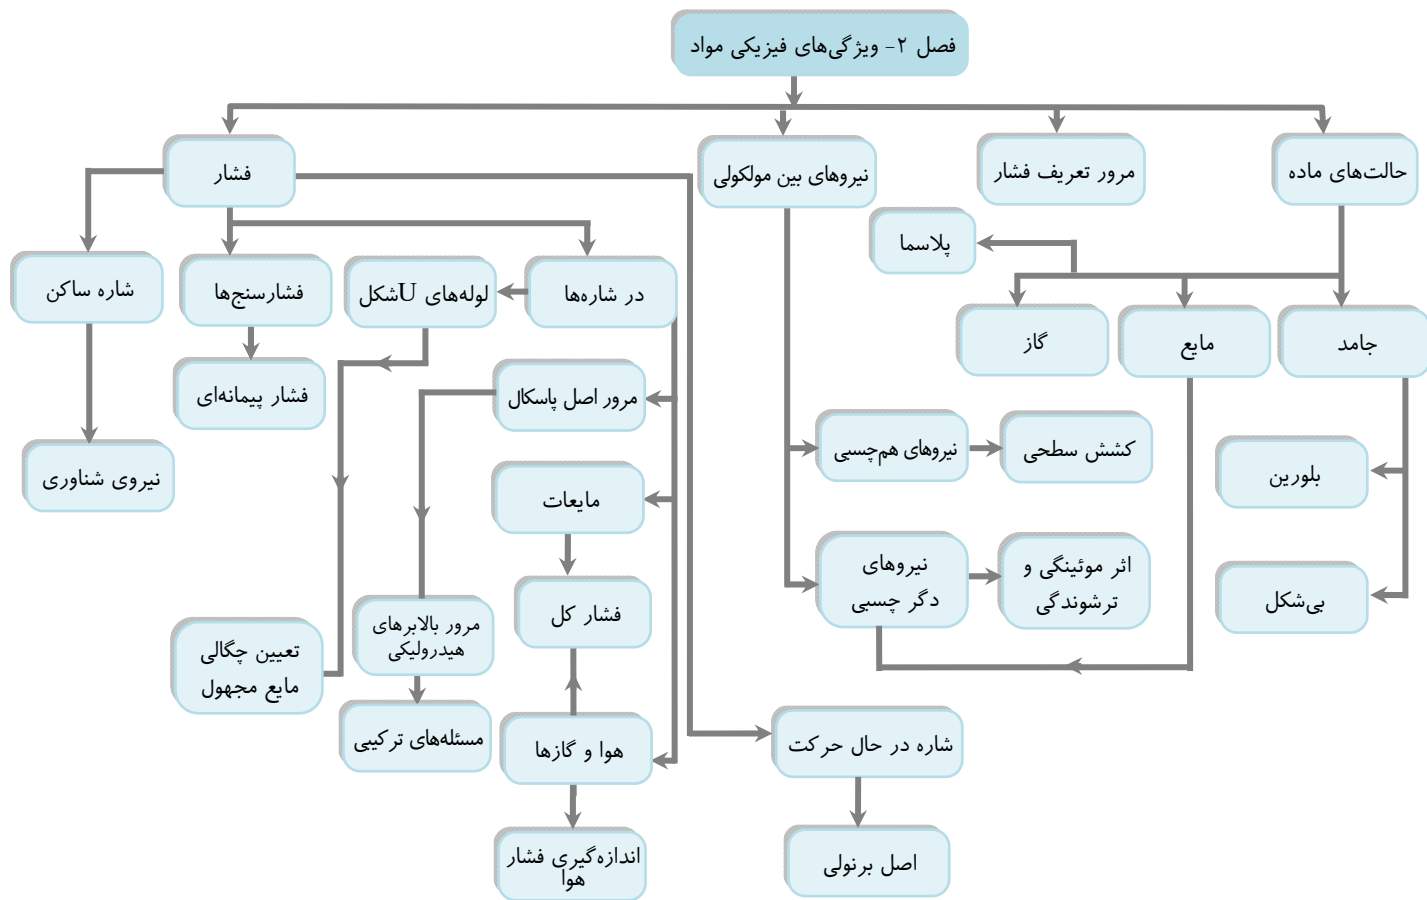 فصل ۲- ویژگی‌های فیزیکی مواد
حالت‌های ماده
مرور تعریف فشار
نیروهای بین مولکولی
فشار
پلاسما
جامد
مایع
گاز
در شاره‌ها
لوله‌های Uشکل
فشارسنج‌ها
شاره ساکن
فشار پیمانه‌ای
مرور اصل پاسکال
نیروهای هم‌چسبی
کشش سطحی
بلورین
نیروی شناوری
مایعات
نیروهای
دگر چسبی
اثر موئینگی و
ترشوندگی
بی‌شکل
فشار کل
مرور بالابرهای
هیدرولیکی
تعیین چگالی
مایع مجهول
مسئله‌های ترکیبی
هوا و گازها
شاره در حال حرکت
اندازه‌گیری فشار
هوا
اصل برنولی